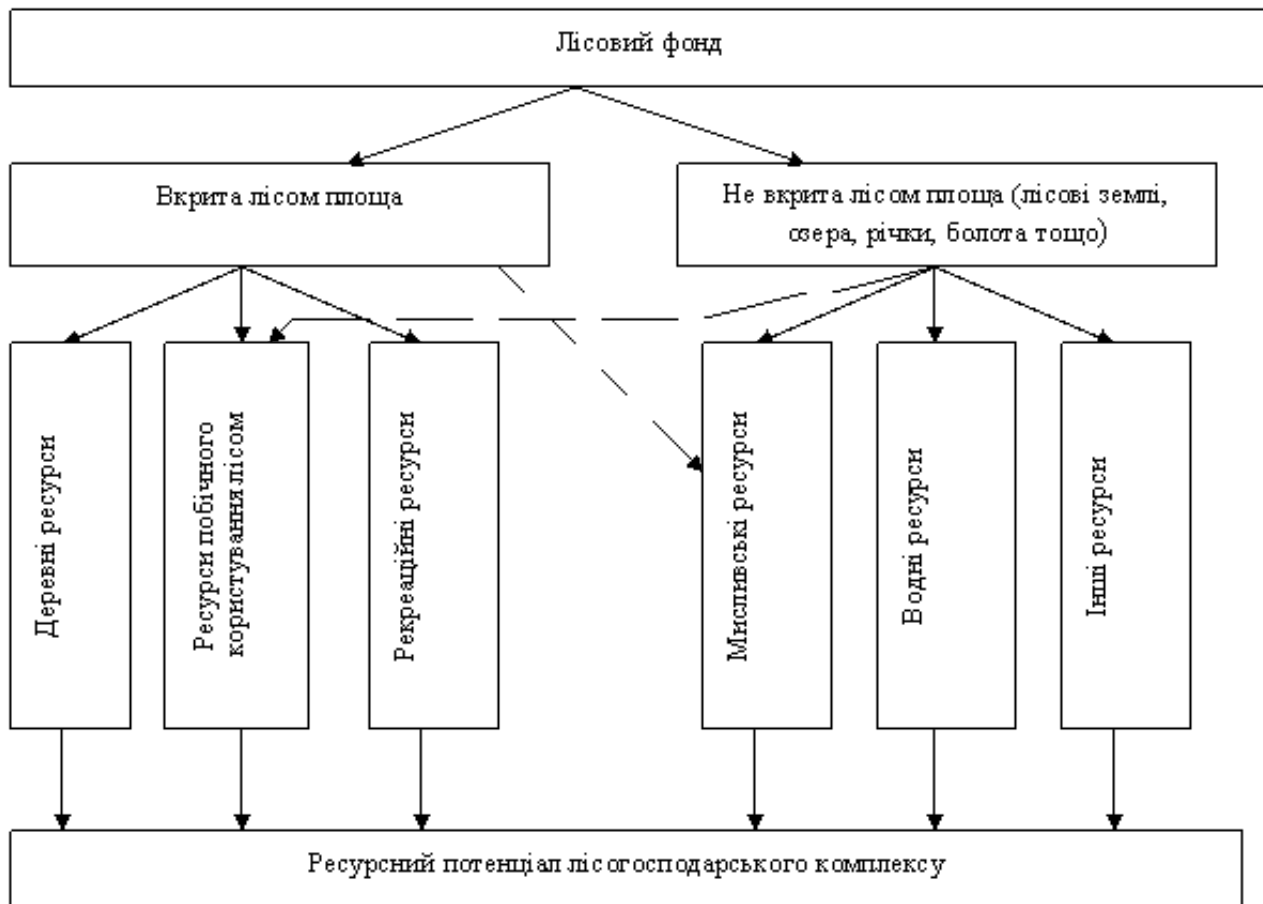 Лісовий фонд
Вкрита лісом площа
Не вкрита лісом площа (лісові землі,
озера, річки, болота тощо)
Деревні ресурси
Ресурси побічного
користування лісом
Рекреаційні ресурси
Мисливські ресурси
Водні ресурси
Інші ресурси
Ресурсний потенціал лісогосподарського комплексу